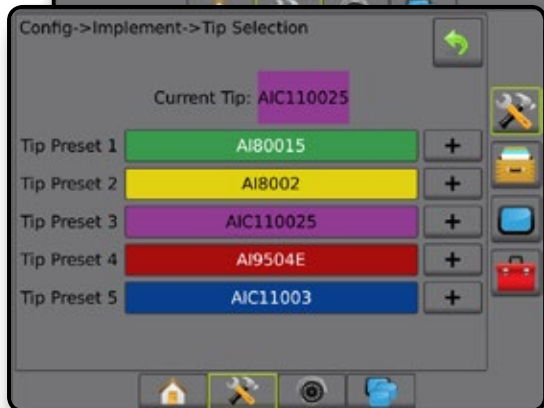 Config->Implement->Tip Selection
Current Tip: AIC110025
Tip Preset 1 AI80015 +
Tip Preset 2 AI8002 +
Tip Preset 3 AIC110025 +
Tip Preset 4 AI9504E +
Tip Preset 5 AIC11003 +